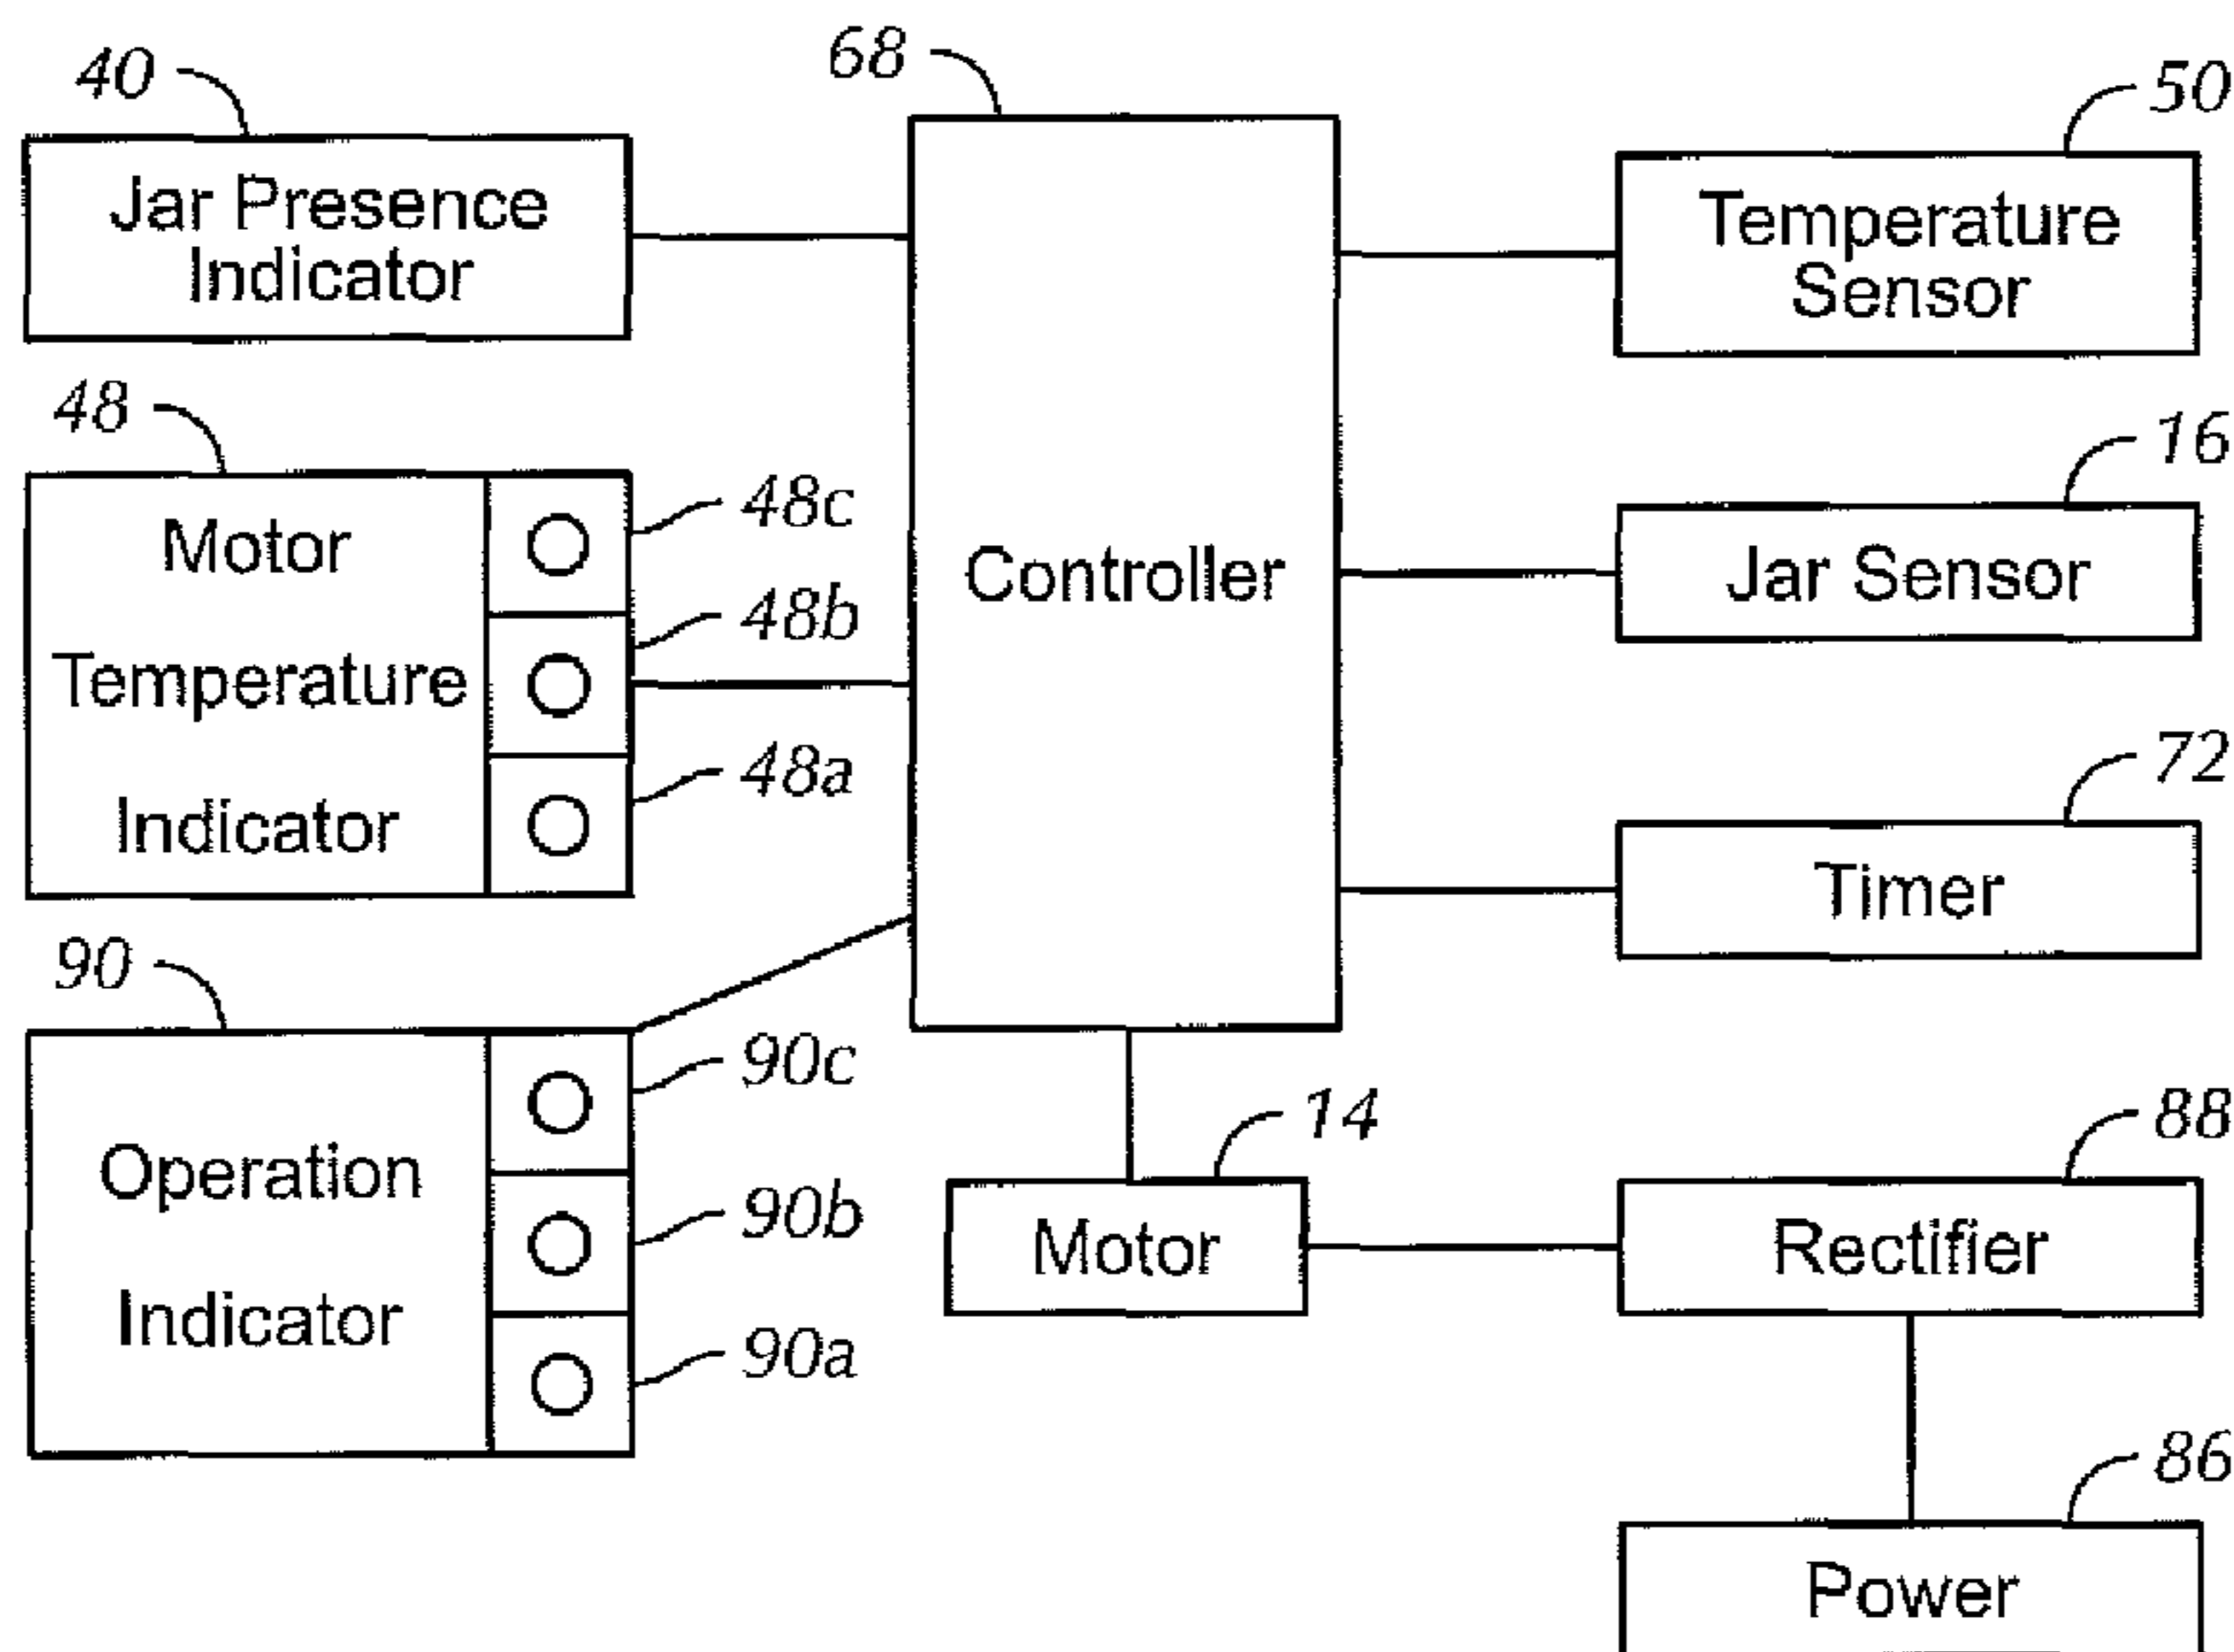 40
Jar Presence
Indicator
68
Controller
50
Temperature
Sensor
48
Motor
Temperature
Indicator
48c
48b
48a
16
Jar Sensor
72
Timer
90
Operation
Indicator
90c
90b
90a
14
Motor
88
Rectifier
86
Power